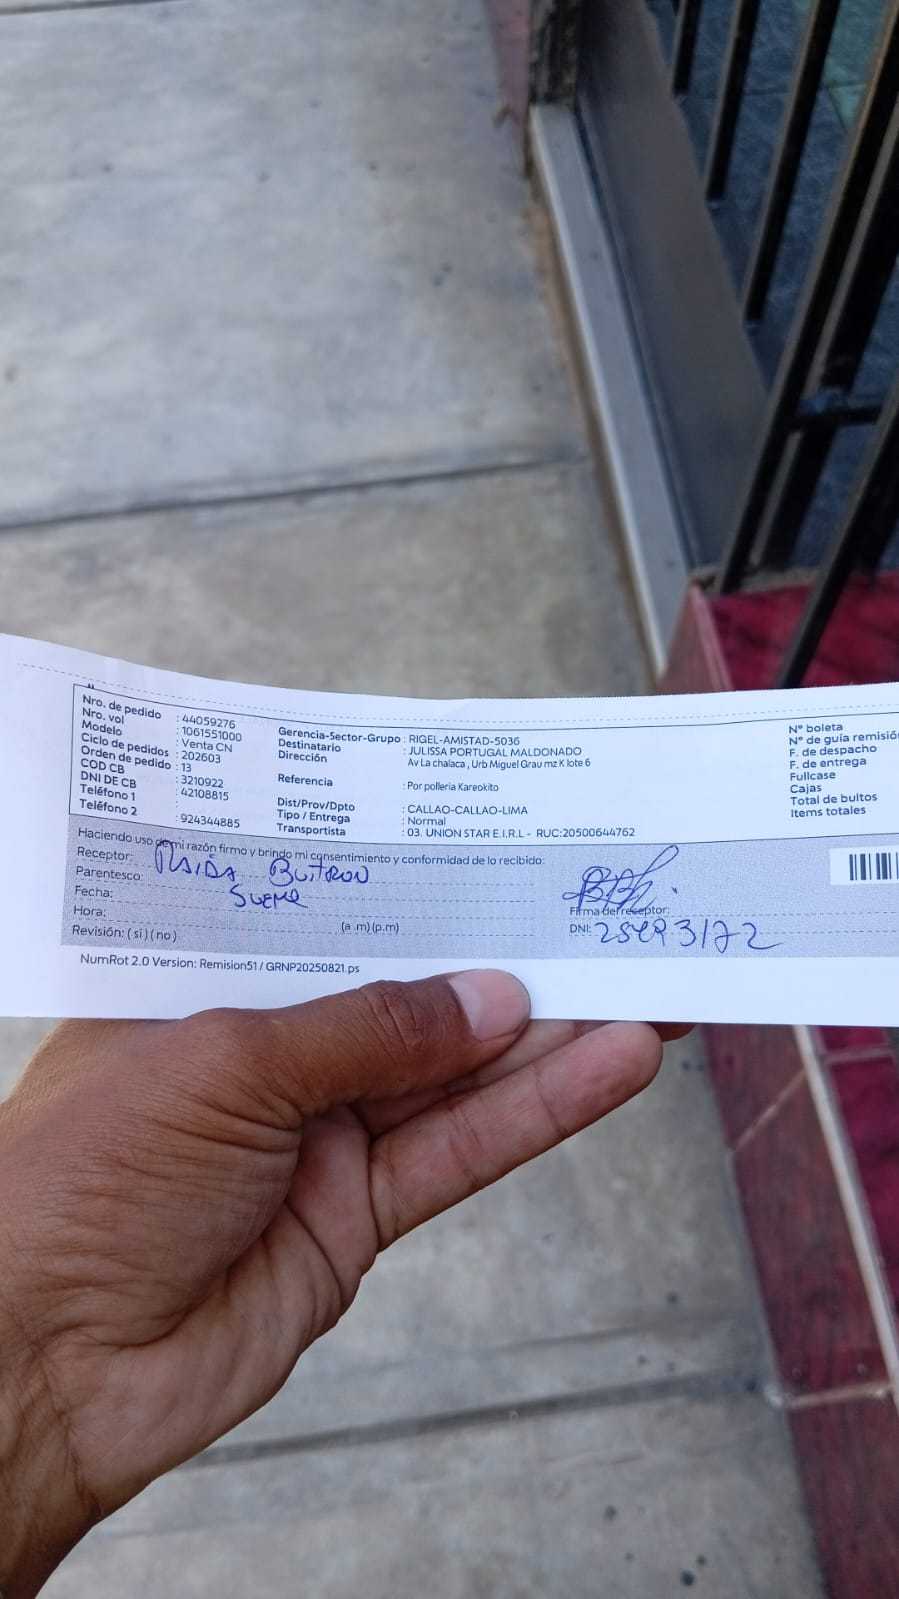 Nro. de pedido : 44059276
Nro. vol : 1061551000
Modelo : Venta CN
Ciclo de pedidos : 202603
Orden de pedido : 13
COD CB : 3210922
DNI DE CB : 42108815
Teléfono 1 :
Teléfono 2 : 924344885
Gerencia-Sector-Grupo : RIGEL-AMISTAD-5036
Destinatario : JULISSA PORTUGAL MALDONADO
Dirección : Av La chalaca , Urb Miguel Grau mz K lote 6
Referencia : Por polleria Kareokito
Dist/Prov/Dpto : CALLAO-CALLAO-LIMA
Tipo / Entrega : Normal
Transportista : 03. UNION STAR E.I.R.L - RUC:20500644762
N° boleta
N° de guía remisió
F. de despacho
F. de entrega
Fullcase
Cajas
Total de bultos
Items totales
Haciendo uso de mi razón firmo y brindo mi consentimiento y conformidad de lo recibido:
Receptor: BUITRON
Parentesco: SUEGRA
Fecha:
Hora: (a .m) (p.m)
Revisión: ( si ) ( no )
Firma del receptor:
DNI:
NumRot 2.0 Version: Remision51 / GRNP20250821.ps